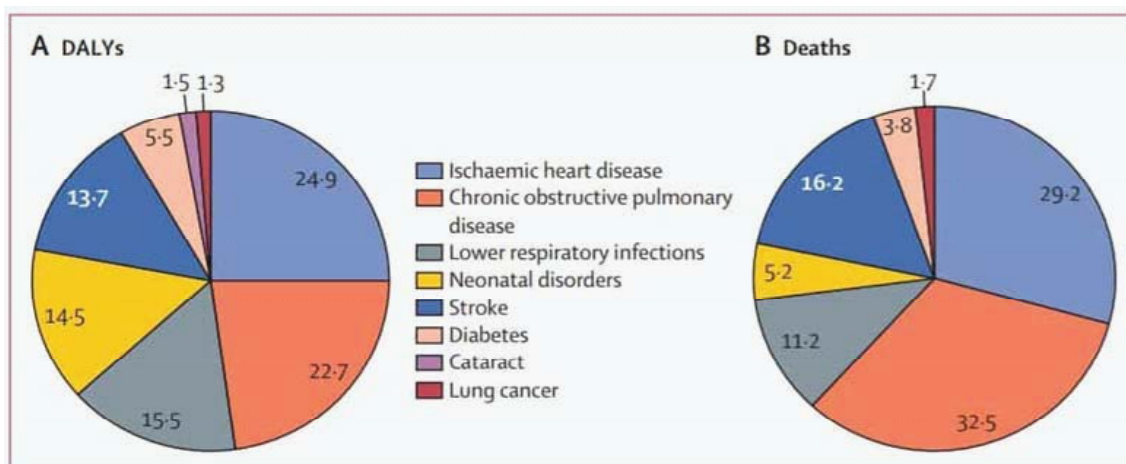 A DALYs
1·5
1·3
5·5
24·9
13·7
14·5
22·7
15·5
Ischaemic heart disease
Chronic obstructive pulmonary
disease
Lower respiratory infections
Neonatal disorders
Stroke
Diabetes
Cataract
Lung cancer
B Deaths
1·7
3·8
16·2
29·2
5·2
11·2
32·5